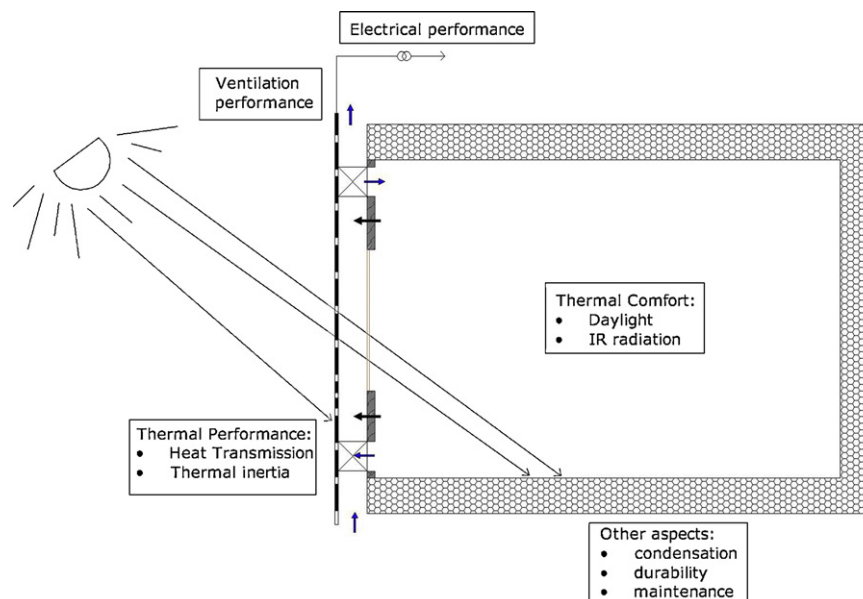 Electrical performance
Ventilation
performance
Thermal Comfort:
• Daylight
• IR radiation
Thermal Performance:
• Heat Transmission
• Thermal inertia
Other aspects:
• condensation
• durability
• maintenance